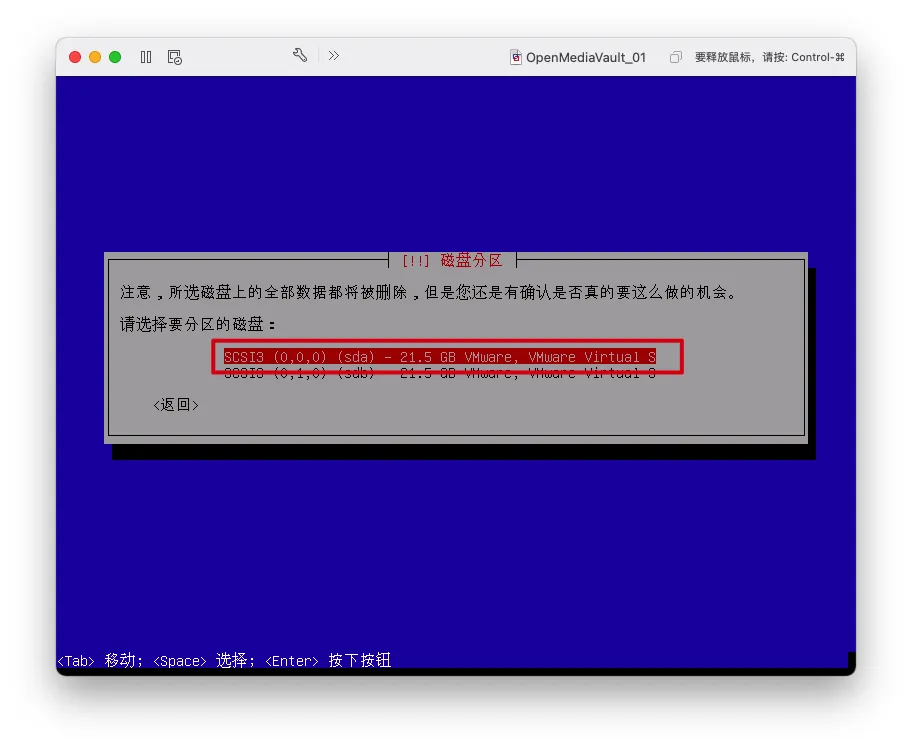 OpenMediaVault_01
要释放鼠标，请按: Control-⌘
[!!] 磁盘分区
注意，所选磁盘上的全部数据都将被删除，但是您还是有确认是否真的要这么做的机会。
请选择要分区的磁盘：
SCSI3 (0,0,0) (sda) - 21.5 GB VMware, VMware Virtual S
SCSI3 (0,1,0) (sdb) - 21.5 GB VMware, VMware Virtual S
<返回>
<Tab> 移动; <Space> 选择; <Enter> 按下按钮